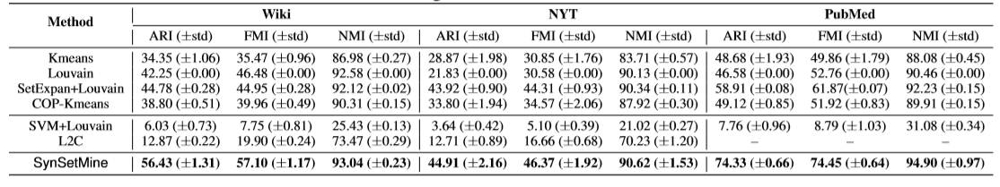 Method Wiki NYT PubMed
ARI (±std) FMI (±std) NMI (±std) ARI (±std) FMI (±std) NMI (±std) ARI (±std) FMI (±std) NMI (±std)
Kmeans 34.35 (±1.06) 35.47 (±0.96) 86.98 (±0.27) 28.87 (±1.98) 30.85 (±1.76) 83.71 (±0.57) 48.68 (±1.93) 49.86 (±1.79) 88.08 (±0.45)
Louvain 42.25 (±0.00) 46.48 (±0.00) 92.58 (±0.00) 21.83 (±0.00) 30.58 (±0.00) 90.13 (±0.00) 46.58 (±0.00) 52.76 (±0.00) 90.46 (±0.00)
SetExpan+Louvain 44.78 (±0.28) 44.95 (±0.28) 92.12 (±0.02) 43.92 (±0.90) 44.31 (±0.93) 90.34 (±0.11) 58.91 (±0.08) 61.87(±0.07) 92.23 (±0.15)
COP-Kmeans 38.80 (±0.51) 39.96 (±0.49) 90.31 (±0.15) 33.80 (±1.94) 34.57 (±2.06) 87.92 (±0.30) 49.12 (±0.85) 51.92 (±0.83) 89.91 (±0.15)
SVM+Louvain 6.03 (±0.73) 7.75 (±0.81) 25.43 (±0.13) 3.64 (±0.42) 5.10 (±0.39) 21.02 (±0.27) 7.76 (±0.96) 8.79 (±1.03) 31.08 (±0.34)
L2C 12.87 (±0.22) 19.90 (±0.24) 73.47 (±0.29) 12.71 (±0.89) 16.66 (±0.68) 70.23 (±1.20) – – –
SynSetMine 56.43 (±1.31) 57.10 (±1.17) 93.04 (±0.23) 44.91 (±2.16) 46.37 (±1.92) 90.62 (±1.53) 74.33 (±0.66) 74.45 (±0.64) 94.90 (±0.97)